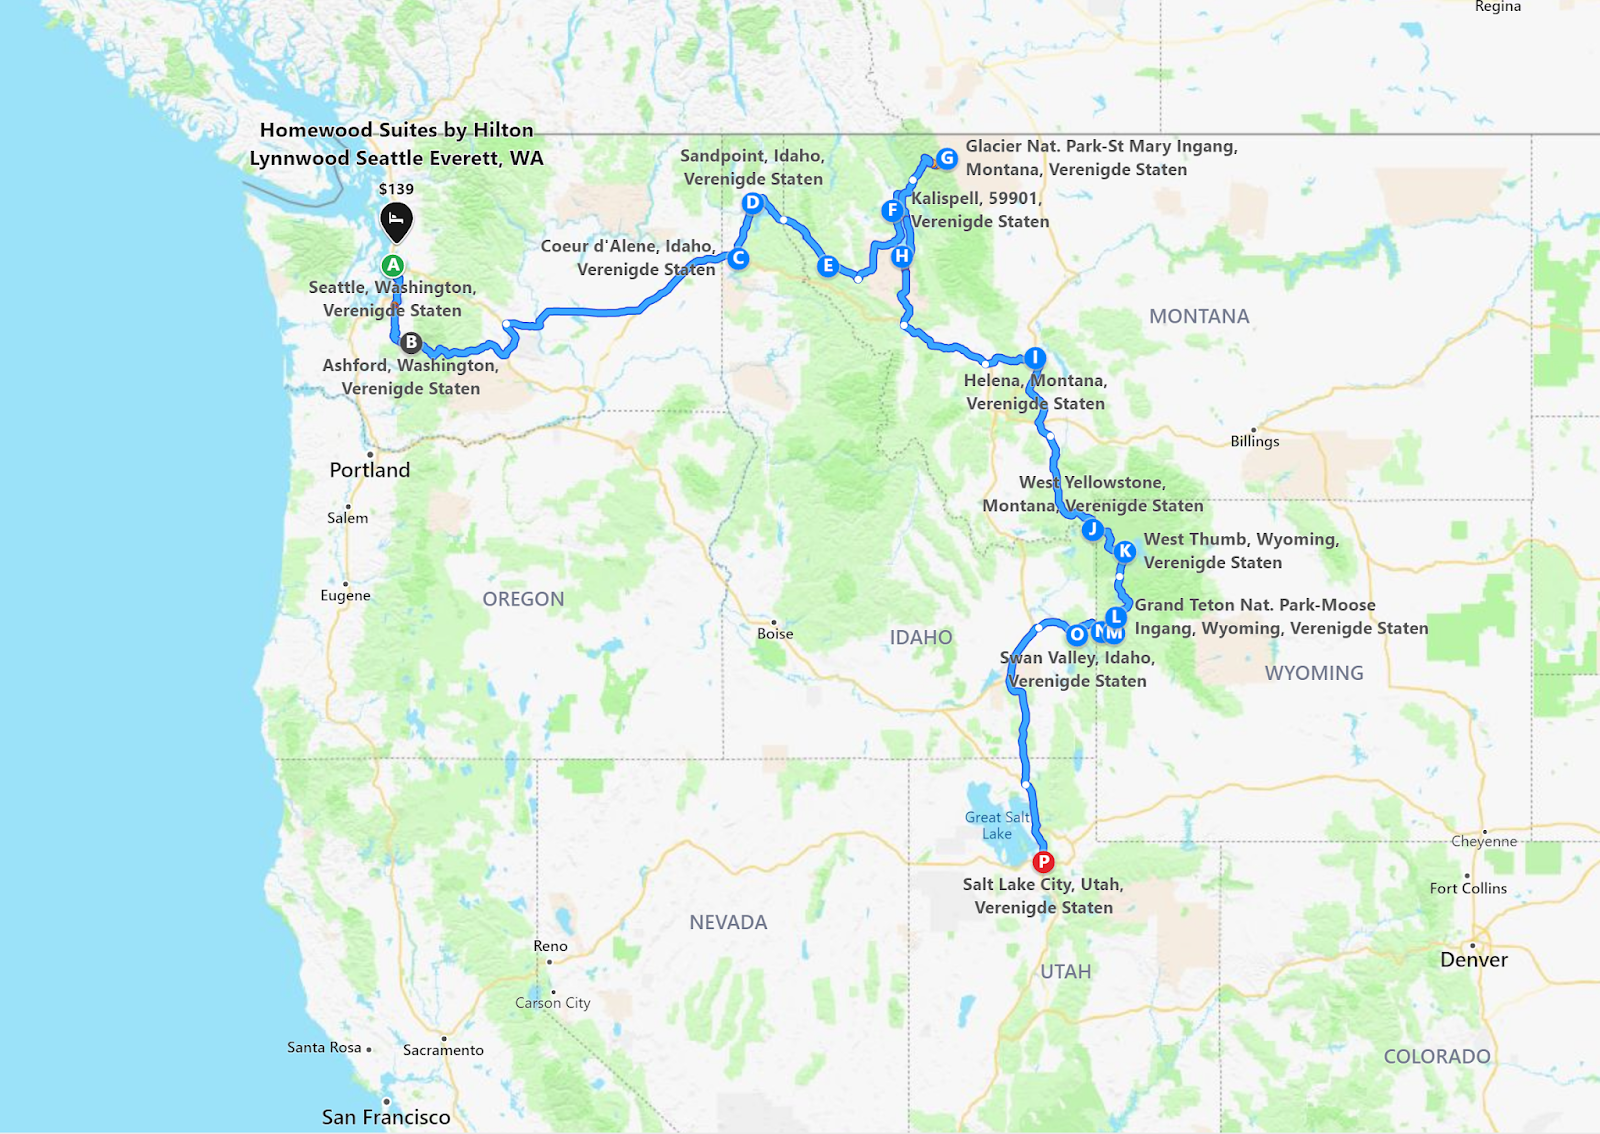 Regina
Homewood Suites by Hilton
Lynnwood Seattle Everett, WA
$139
Glacier Nat. Park-St Mary Ingang,
Montana, Verenigde Staten
G
Sandpoint, Idaho,
Verenigde Staten
D
Kalispell, 59901,
Verenigde Staten
F
Coeur d'Alene, Idaho,
Verenigde Staten
C
E
H
A
Seattle, Washington,
Verenigde Staten
B
Ashford, Washington,
Verenigde Staten
MONTANA
I
Helena, Montana,
Verenigde Staten
Billings
Portland
West Yellowstone,
Montana, Verenigde Staten
Salem
J
K
West Thumb, Wyoming,
Verenigde Staten
Eugene
OREGON
Boise
IDAHO
L
Grand Teton Nat. Park-Moose
Ingang, Wyoming, Verenigde Staten
O
N
M
Swan Valley, Idaho,
Verenigde Staten
WYOMING
Great Salt
Lake
Cheyenne
P
Salt Lake City, Utah,
Verenigde Staten
Fort Collins
NEVADA
Reno
Denver
UTAH
Carson City
Santa Rosa
Sacramento
COLORADO
San Francisco